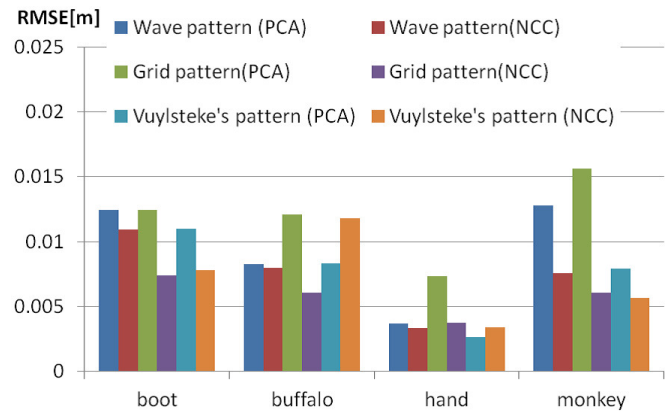 RMSE[m]
0.025
0.02
0.015
0.01
0.005
0
Wave pattern (PCA)
Wave pattern(NCC)
Grid pattern(PCA)
Grid pattern(NCC)
Vuylsteke's pattern (PCA)
Vuylsteke's pattern (NCC)
boot
buffalo
hand
monkey